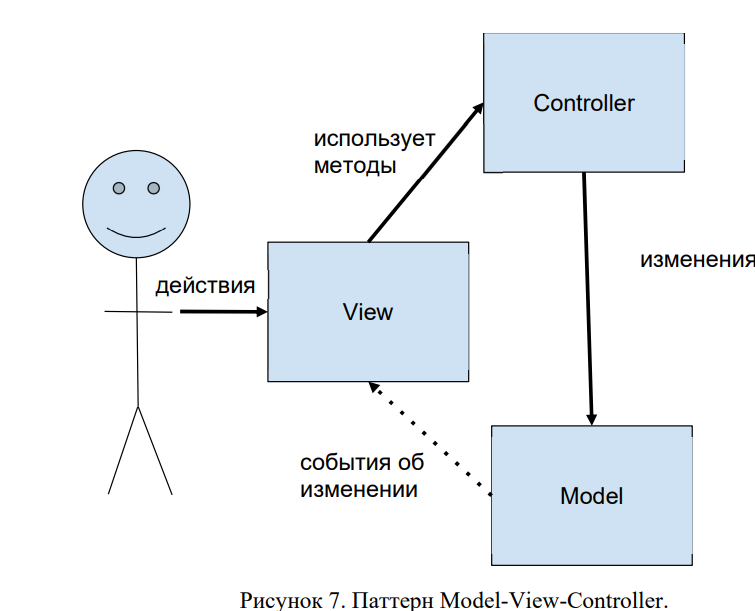 Controller
использует
методы
изменения
действия
View
события об
изменении
Model
Рисунок 7. Паттерн Model-View-Controller.